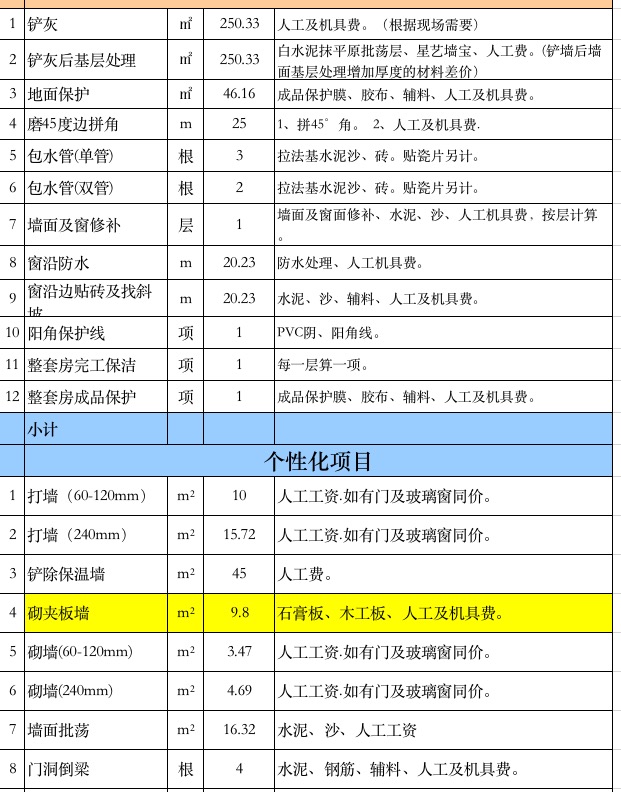 1 铲灰 ㎡ 250.33 人工及机具费。（根据现场需要）
2 铲灰后基层处理 ㎡ 250.33 白水泥抹平原批荡层、星艺墙宝、人工费。（铲墙后墙
面基层处理增加厚度的材料差价）
3 地面保护 ㎡ 46.16 成品保护膜、胶布、辅料、人工及机具费。
4 磨45度边拼角 m 25 1、拼45°角。 2、人工及机具费.
5 包水管(单管) 根 3 拉法基水泥沙、砖。贴瓷片另计。
6 包水管(双管) 根 2 拉法基水泥沙、砖。贴瓷片另计。
7 墙面及窗修补 层 1 墙面及窗面修补、水泥、沙、人工机具费，按层计算
。
8 窗沿防水 m 20.23 防水处理、人工机具费。
9 窗沿边贴砖及找斜 m 20.23 水泥、沙、辅料、人工及机具费。
坡
10 阳角保护线 项 1 PVC阴、阳角线。
11 整套房完工保洁 项 1 每一层算一项。
12 整套房成品保护 项 1 成品保护膜、胶布、辅料、人工及机具费。
小计
个性化项目
1 打墙（60-120mm） m² 10 人工工资.如有门及玻璃窗同价。
2 打墙（240mm） m² 15.72 人工工资.如有门及玻璃窗同价。
3 铲除保温墙 m² 45 人工费。
4 砌夹板墙 m² 9.8 石膏板、木工板、人工及机具费。
5 砌墙(60-120mm) m² 3.47 人工工资.如有门及玻璃窗同价。
6 砌墙(240mm) m² 4.69 人工工资.如有门及玻璃窗同价。
7 墙面批荡 m² 16.32 水泥、沙、人工工资
8 门洞倒梁 根 4 水泥、钢筋、辅料、人工及机具费。